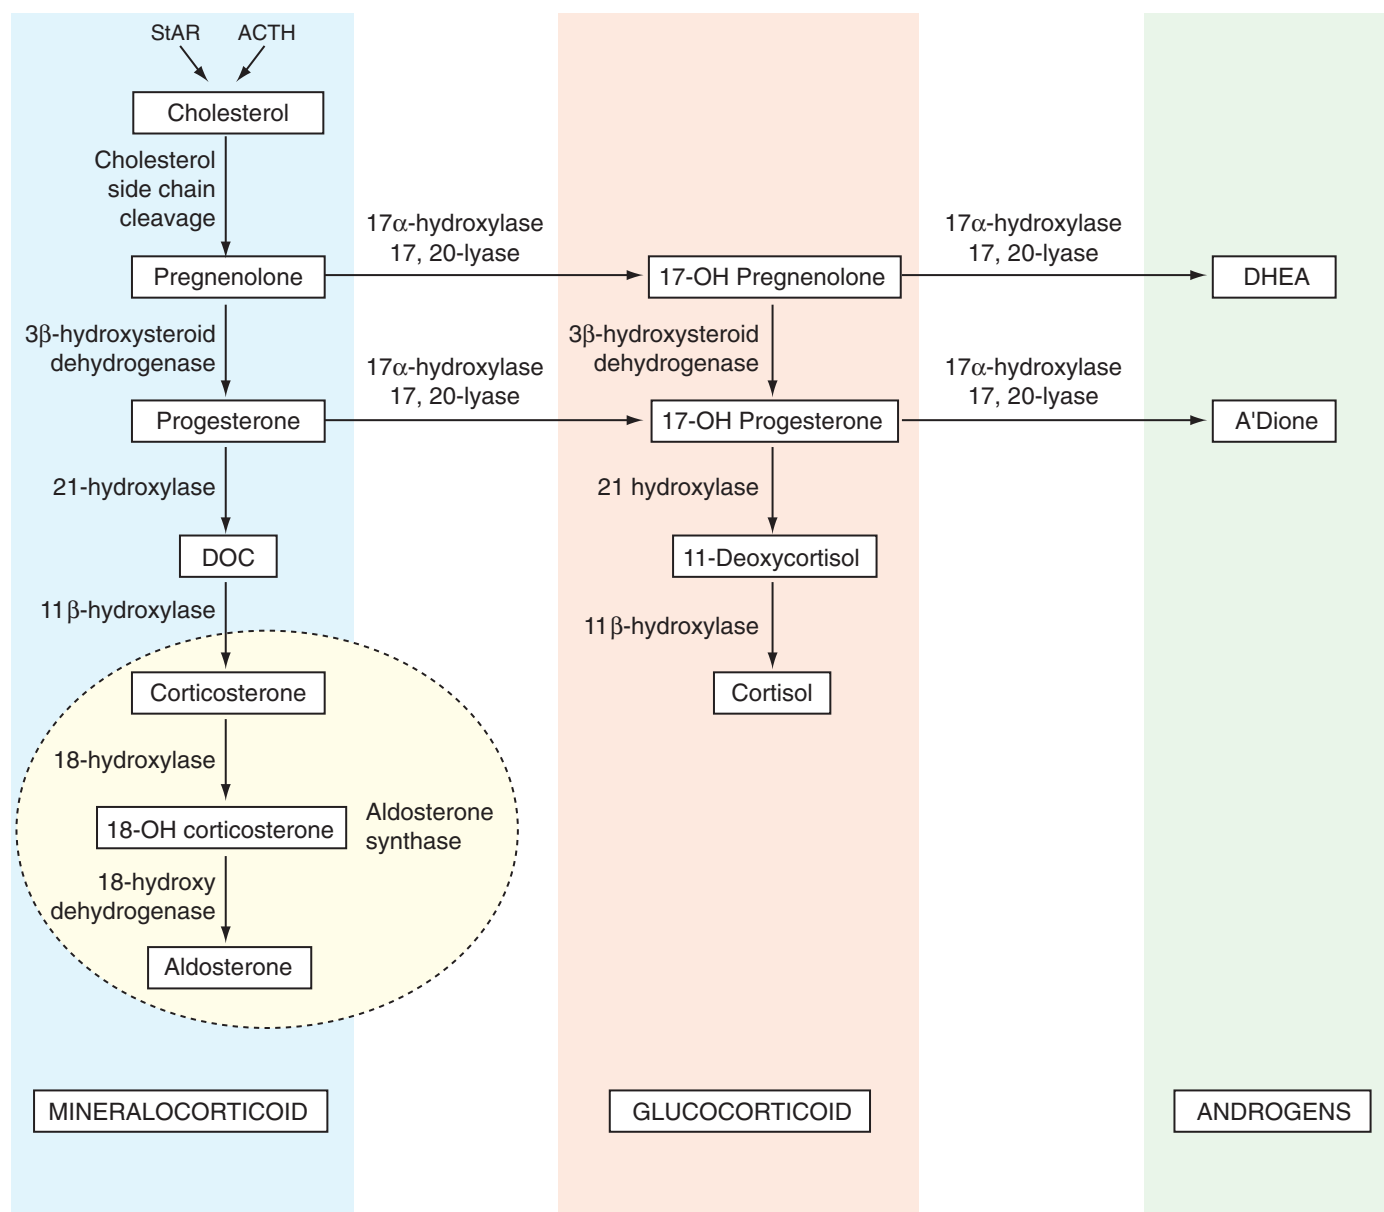 StAR ACTH
Cholesterol
Cholesterol
side chain
cleavage
17α-hydroxylase
17, 20-lyase
17α-hydroxylase
17, 20-lyase
Pregnenolone
17-OH Pregnenolone
DHEA
3β-hydroxysteroid
dehydrogenase
17α-hydroxylase
17, 20-lyase
3β-hydroxysteroid
dehydrogenase
17α-hydroxylase
17, 20-lyase
Progesterone
17-OH Progesterone
A'Dione
21-hydroxylase
21 hydroxylase
DOC
11-Deoxycortisol
11β-hydroxylase
11β-hydroxylase
Corticosterone
Cortisol
18-hydroxylase
18-OH corticosterone
Aldosterone
synthase
18-hydroxy
dehydrogenase
Aldosterone
MINERALOCORTICOID
GLUCOCORTICOID
ANDROGENS